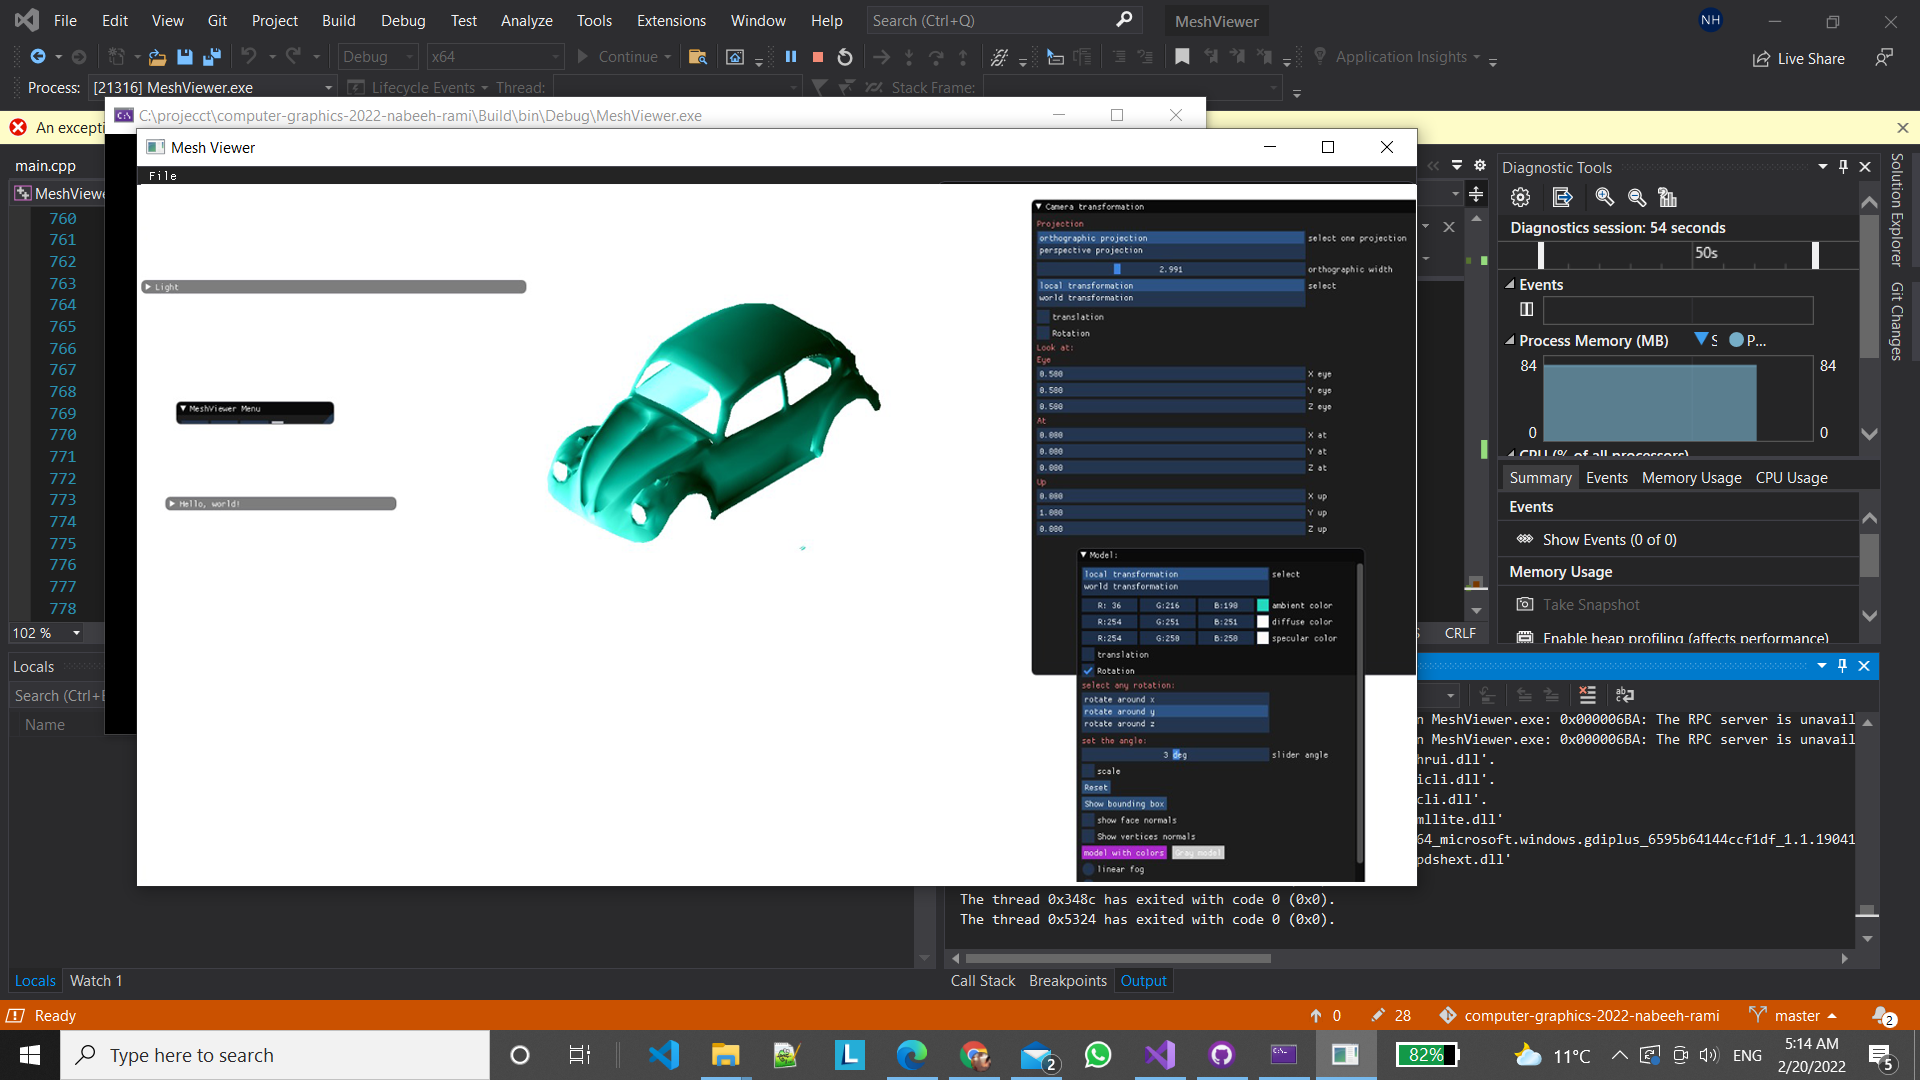 File Edit View Git Project Build Debug Test Analyze Tools Extensions Window Help Search (Ctrl+Q) MeshViewer NH
Debug x64 Continue Application Insights Live Share
Process: [21316] MeshViewer.exe Lifecycle Events Thread: Stack Frame:
C:\projecct\computer-graphics-2022-nabeeh-rami\Build\bin\Debug\MeshViewer.exe
An excepti
Mesh Viewer
File
main.cpp
MeshViewe
760
761
762
763
764
765
766
767
768
769
770
771
772
773
774
775
776
777
778
102 %
Light
MeshViewer Menu
Hello, world!
Camera transformation
Projection
orthographic projection select one projection
perspective projection
2.991 orthographic width
local transformation select
world transformation
translation
Rotation
Look at:
Eye
0.500 X eye
0.500 Y eye
0.500 Z eye
At
0.000 X at
0.000 Y at
0.000 Z at
Up
0.000 X up
1.000 Y up
0.000 Z up
Model:
local transformation select
world transformation
R: 36 G:216 B:190 ambient color
R:254 G:251 B:251 diffuse color
R:254 G:250 B:250 specular color
translation
Rotation
select any rotation:
rotate around x
rotate around y
rotate around z
set the angle:
3 deg slider angle
scale
Reset
Show bounding box
show face normals
Show vertices normals
model with colors Gray model
linear fog
Diagnostic Tools
Diagnostics session: 54 seconds
50s
Events
Process Memory (MB) S P...
84 84
0 0
CPU (% of all processors)
Summary Events Memory Usage CPU Usage
Events
Show Events (0 of 0)
Memory Usage
Take Snapshot
Enable heap profiling (affects performance)
Solution Explorer
Git Changes
CRLF
Locals
Search (Ctrl+E
Name
n MeshViewer.exe: 0x000006BA: The RPC server is unavail
n MeshViewer.exe: 0x000006BA: The RPC server is unavail
hrui.dll'.
icli.dll'.
cli.dll'.
mllite.dll'
64_microsoft.windows.gdiplus_6595b64144ccf1df_1.1.19041
pdshext.dll'
The thread 0x348c has exited with code 0 (0x0).
The thread 0x5324 has exited with code 0 (0x0).
Locals Watch 1
Call Stack Breakpoints Output
Ready 0 28 computer-graphics-2022-nabeeh-rami master 2
Type here to search 2 82% 11°C ENG 5:14 AM
2/20/2022 5